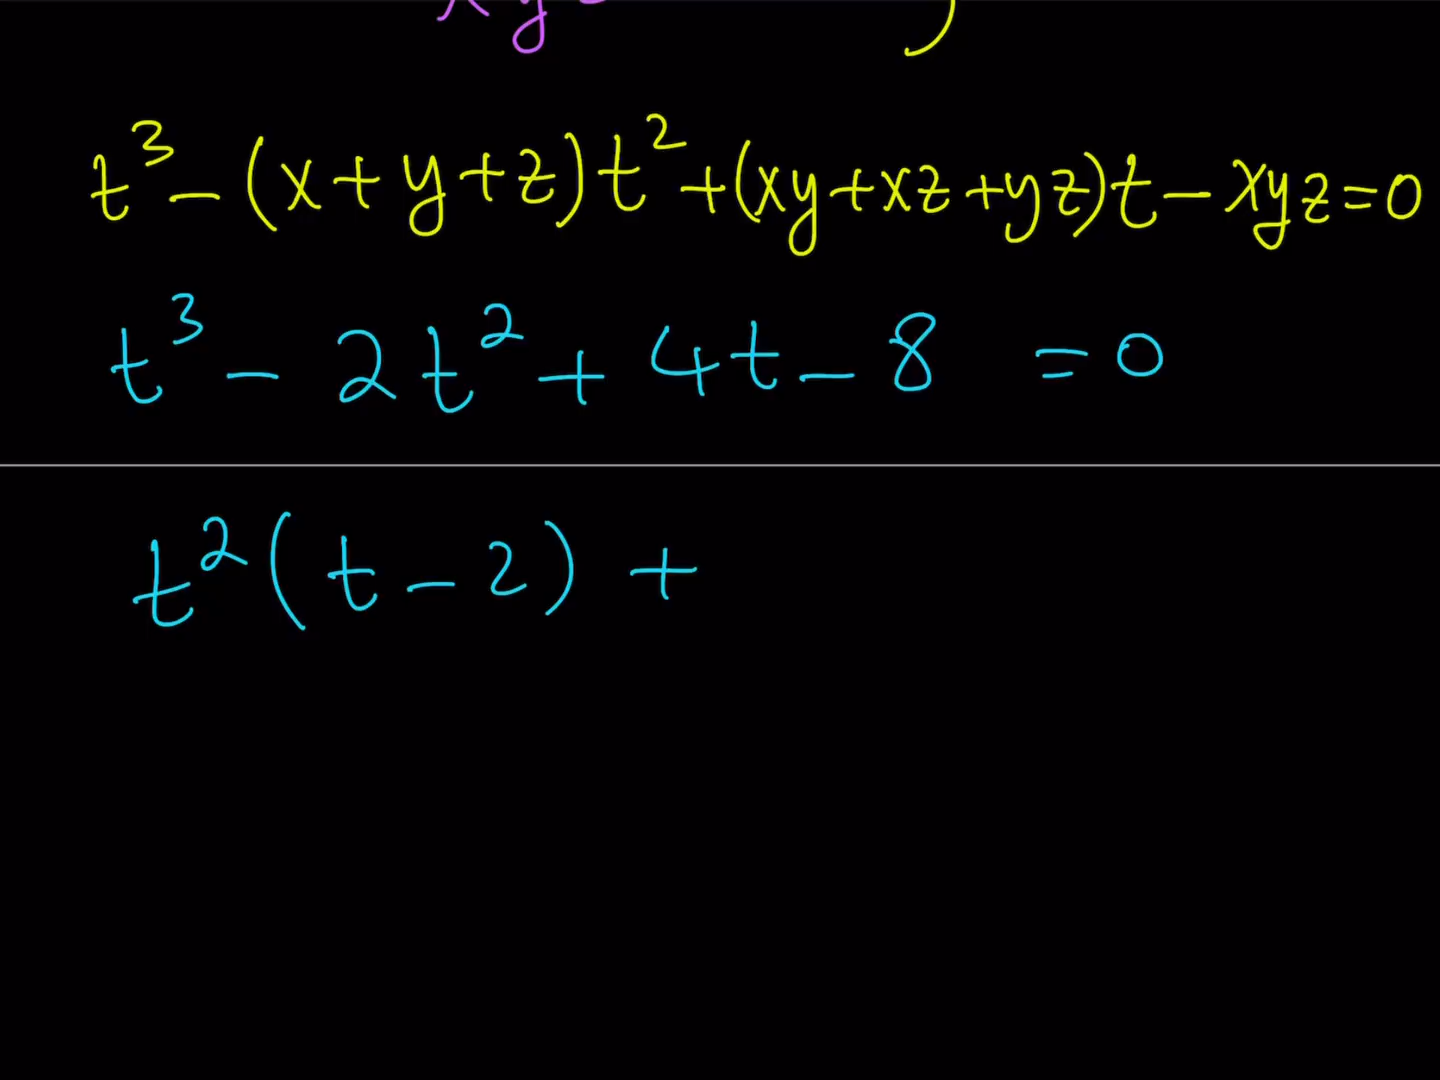 t³ - (x+y+z)t² + (xy+xz+yz)t - xyz = 0
t³ - 2t² + 4t - 8 = 0
t²(t-2) +